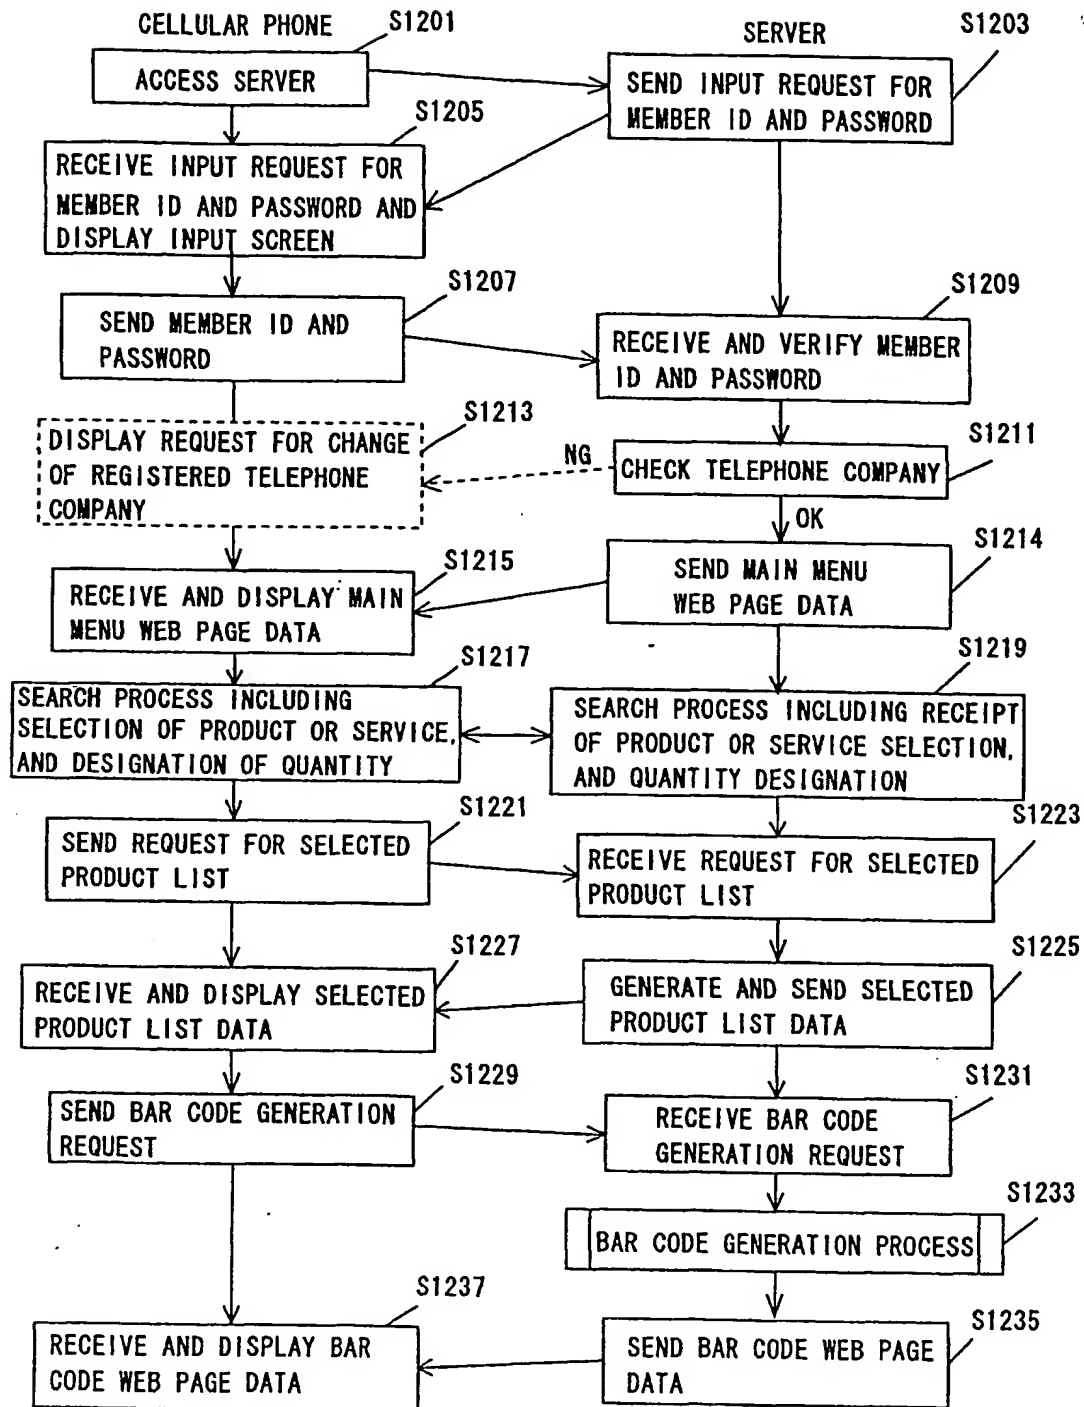 CELLULAR PHONE
S1201
SERVER
S1203
ACCESS SERVER
SEND INPUT REQUEST FOR
MEMBER ID AND PASSWORD
S1205
RECEIVE INPUT REQUEST FOR
MEMBER ID AND PASSWORD AND
DISPLAY INPUT SCREEN
S1207
SEND MEMBER ID AND
PASSWORD
S1209
RECEIVE AND VERIFY MEMBER
ID AND PASSWORD
S1213
DISPLAY REQUEST FOR CHANGE
OF REGISTERED TELEPHONE
COMPANY
NG
S1211
CHECK TELEPHONE COMPANY
OK
S1215
RECEIVE AND DISPLAY MAIN
MENU WEB PAGE DATA
S1214
SEND MAIN MENU
WEB PAGE DATA
S1217
SEARCH PROCESS INCLUDING
SELECTION OF PRODUCT OR SERVICE,
AND DESIGNATION OF QUANTITY
S1219
SEARCH PROCESS INCLUDING RECEIPT
OF PRODUCT OR SERVICE SELECTION,
AND QUANTITY DESIGNATION
S1221
SEND REQUEST FOR SELECTED
PRODUCT LIST
S1223
RECEIVE REQUEST FOR SELECTED
PRODUCT LIST
S1227
RECEIVE AND DISPLAY SELECTED
PRODUCT LIST DATA
S1225
GENERATE AND SEND SELECTED
PRODUCT LIST DATA
S1229
SEND BAR CODE GENERATION
REQUEST
S1231
RECEIVE BAR CODE
GENERATION REQUEST
S1233
BAR CODE GENERATION PROCESS
S1237
RECEIVE AND DISPLAY BAR
CODE WEB PAGE DATA
S1235
SEND BAR CODE WEB PAGE
DATA